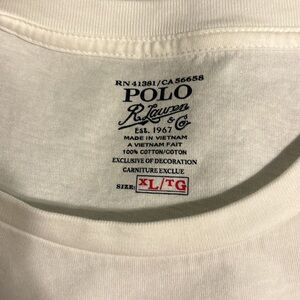 RN 41381/CA 56658
POLO
R. Lauren
& Co
EST. 1967
MADE IN VIETNAM
A VIETNAM FAIT
100% COTTON/COTON
EXCLUSIVE OF DECORATION
GARNITURE EXCLUE
SIZE: XL/TG